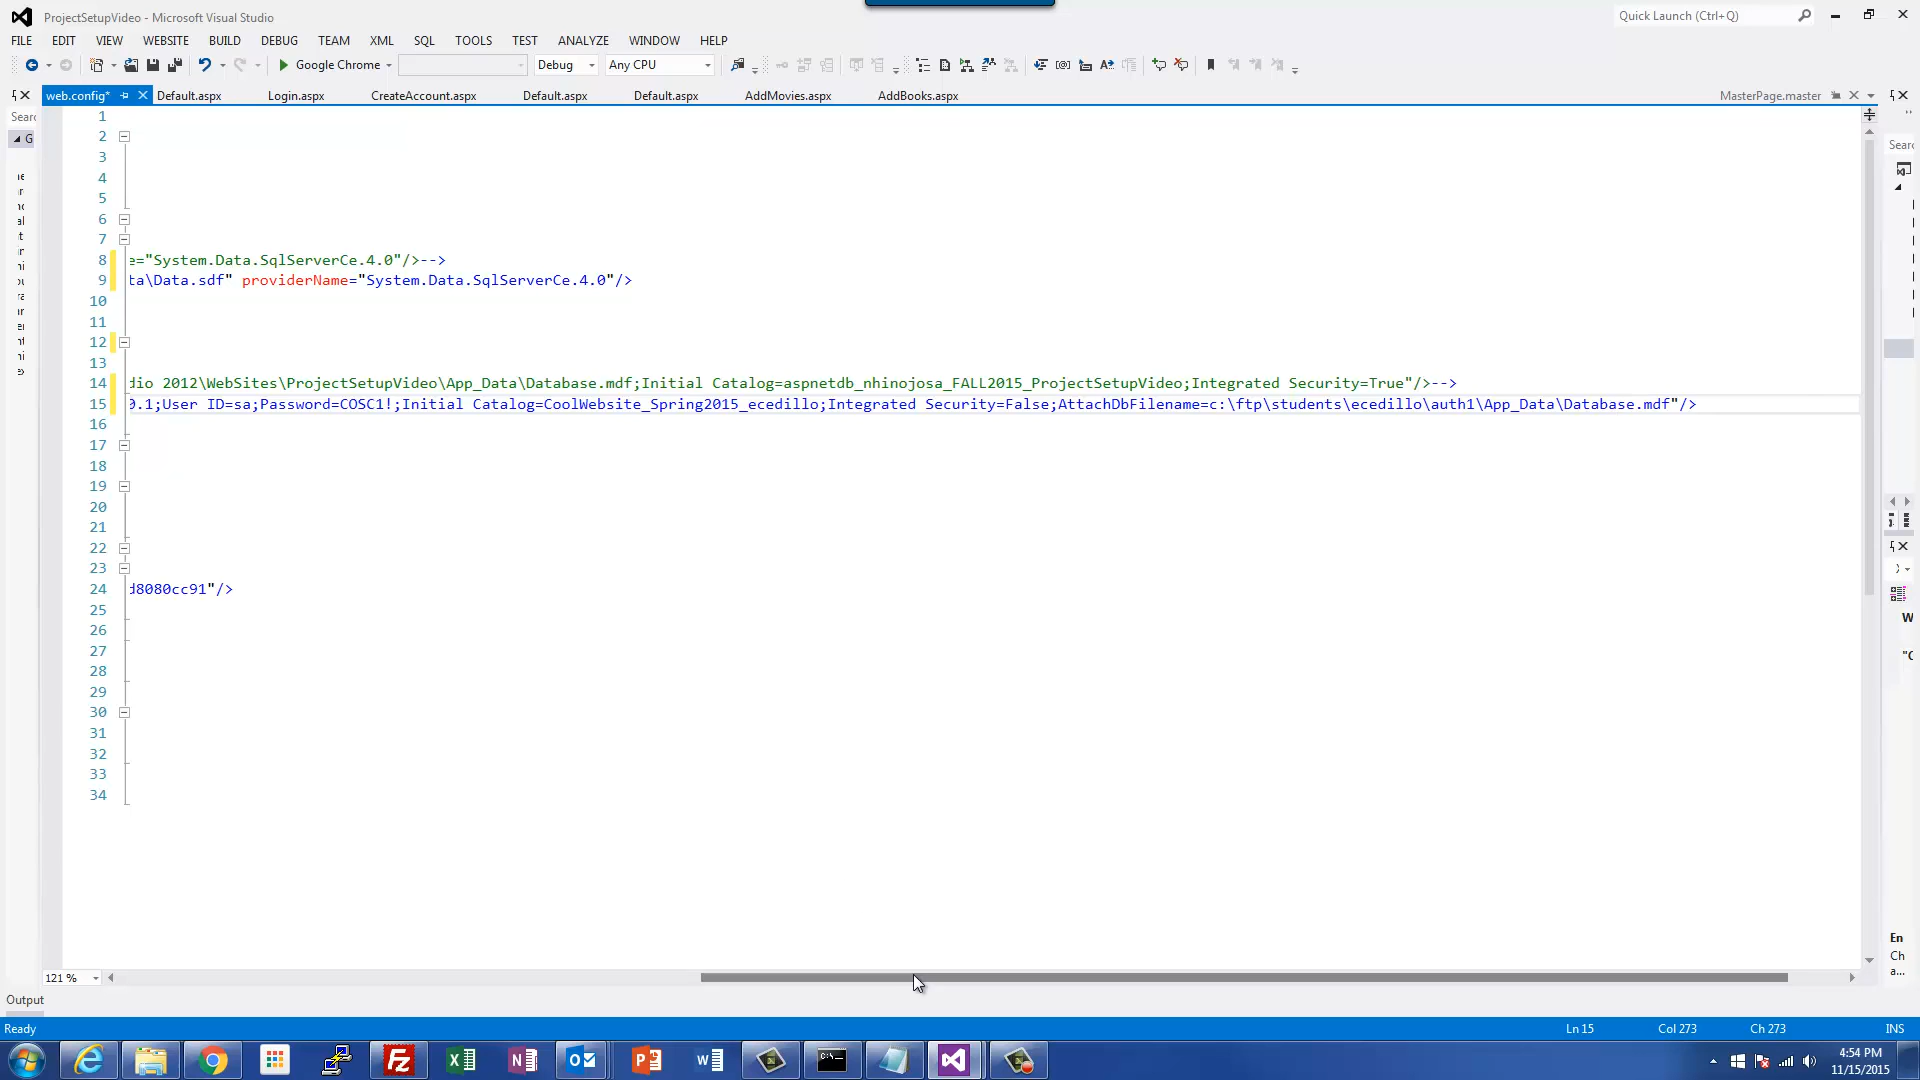 ProjectSetupVideo - Microsoft Visual Studio
Quick Launch (Ctrl+Q)
FILE EDIT VIEW WEBSITE BUILD DEBUG TEAM XML SQL TOOLS TEST ANALYZE WINDOW HELP
Google Chrome Debug Any CPU
web.config* Default.aspx Login.aspx CreateAccount.aspx Default.aspx Default.aspx AddMovies.aspx AddBooks.aspx MasterPage.master
Searc
G
Searc
1
2
3
4
5
6
7
8 e="System.Data.SqlServerCe.4.0"/>-->
9 ta\Data.sdf" providerName="System.Data.SqlServerCe.4.0"/>
10
11
12
13
14 dio 2012\WebSites\ProjectSetupVideo\App_Data\Database.mdf;Initial Catalog=aspnetdb_nhinojosa_FALL2015_ProjectSetupVideo;Integrated Security=True"/>-->
15 0.1;User ID=sa;Password=COSC1!;Initial Catalog=CoolWebsite_Spring2015_ecedillo;Integrated Security=False;AttachDbFilename=c:\ftp\students\ecedillo\auth1\App_Data\Database.mdf"/>
16
17
18
19
20
21
22
23
24 d8080cc91"/>
25
26
27
28
29
30
31
32
33
34
En
Ch
a...
121 %
Output
Ready Ln 15 Col 273 Ch 273 INS
4:54 PM
11/15/2015